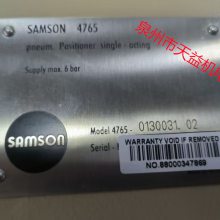 泉州市天益机
SAMSON 4765
pneum. Positioner single - acting
Supply max. 6 bar
SAMSON
Model 4765 - 0130031. 02
Serial -
WARRANTY VOID IF REMOVED
NO.88000347869